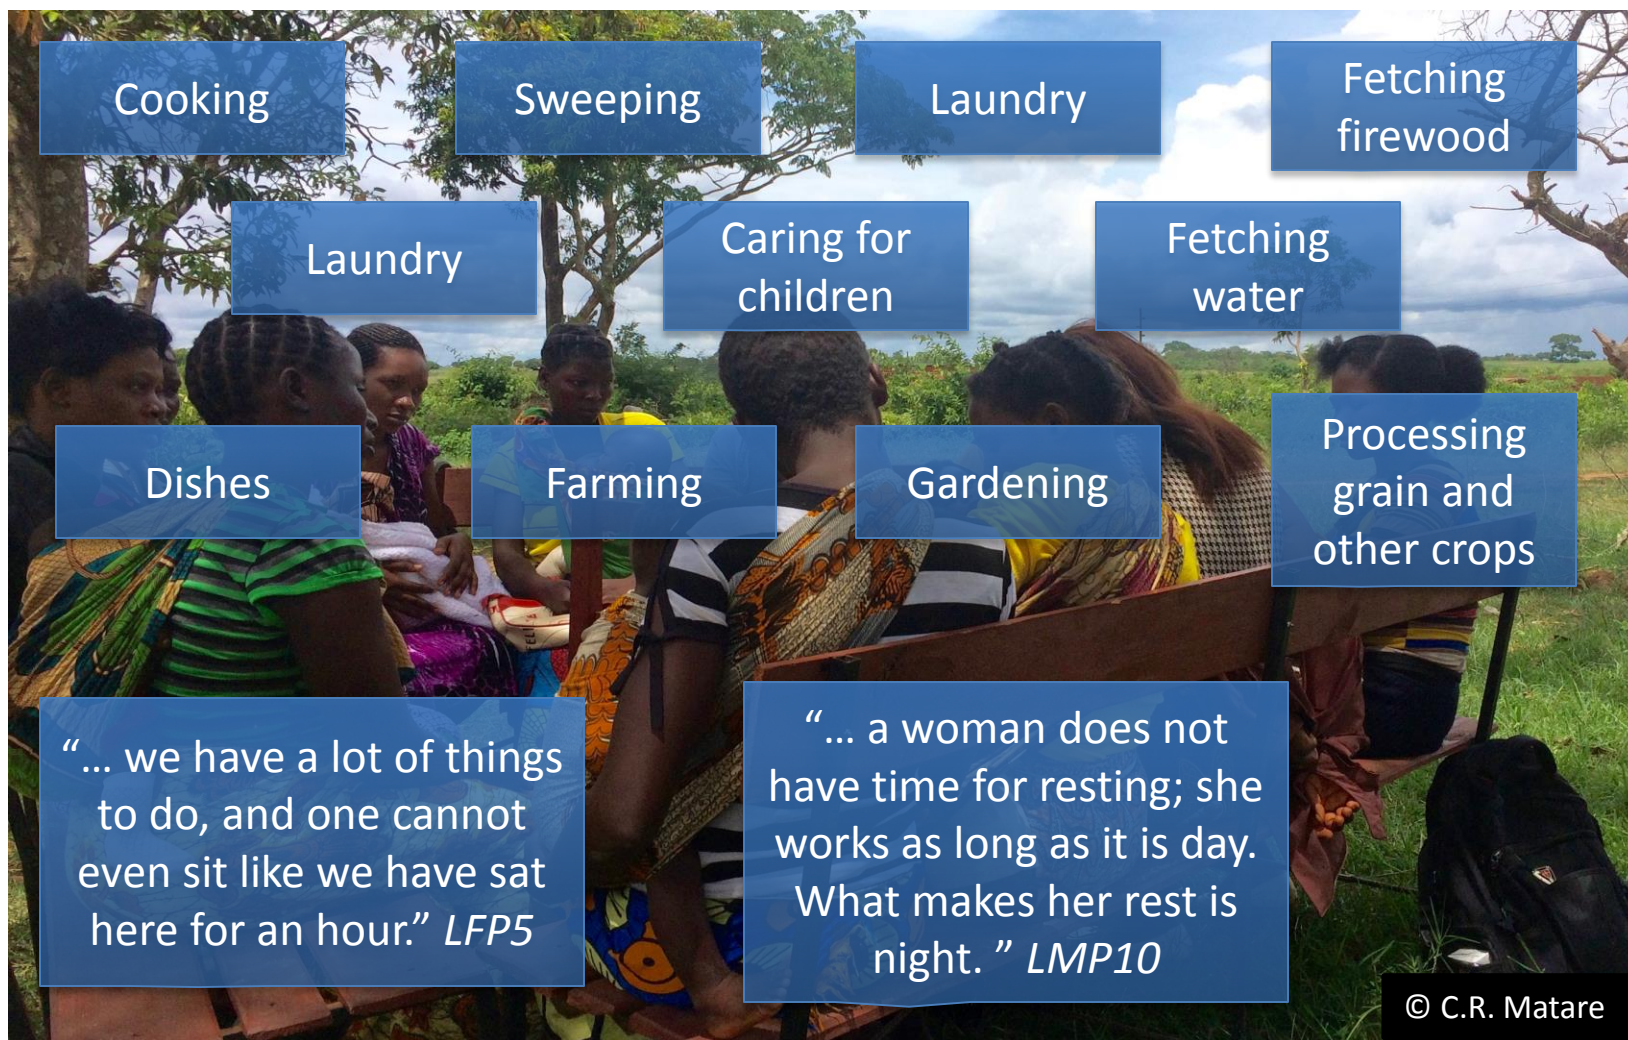 Cooking
Sweeping
Laundry
Fetching
firewood
Laundry
Caring for
children
Fetching
water
Dishes
Farming
Gardening
Processing
grain and
other crops
“... we have a lot of things
to do, and one cannot
even sit like we have sat
here for an hour.” LFP5
“... a woman does not
have time for resting; she
works as long as it is day.
What makes her rest is
night. ” LMP10
© C.R. Matare